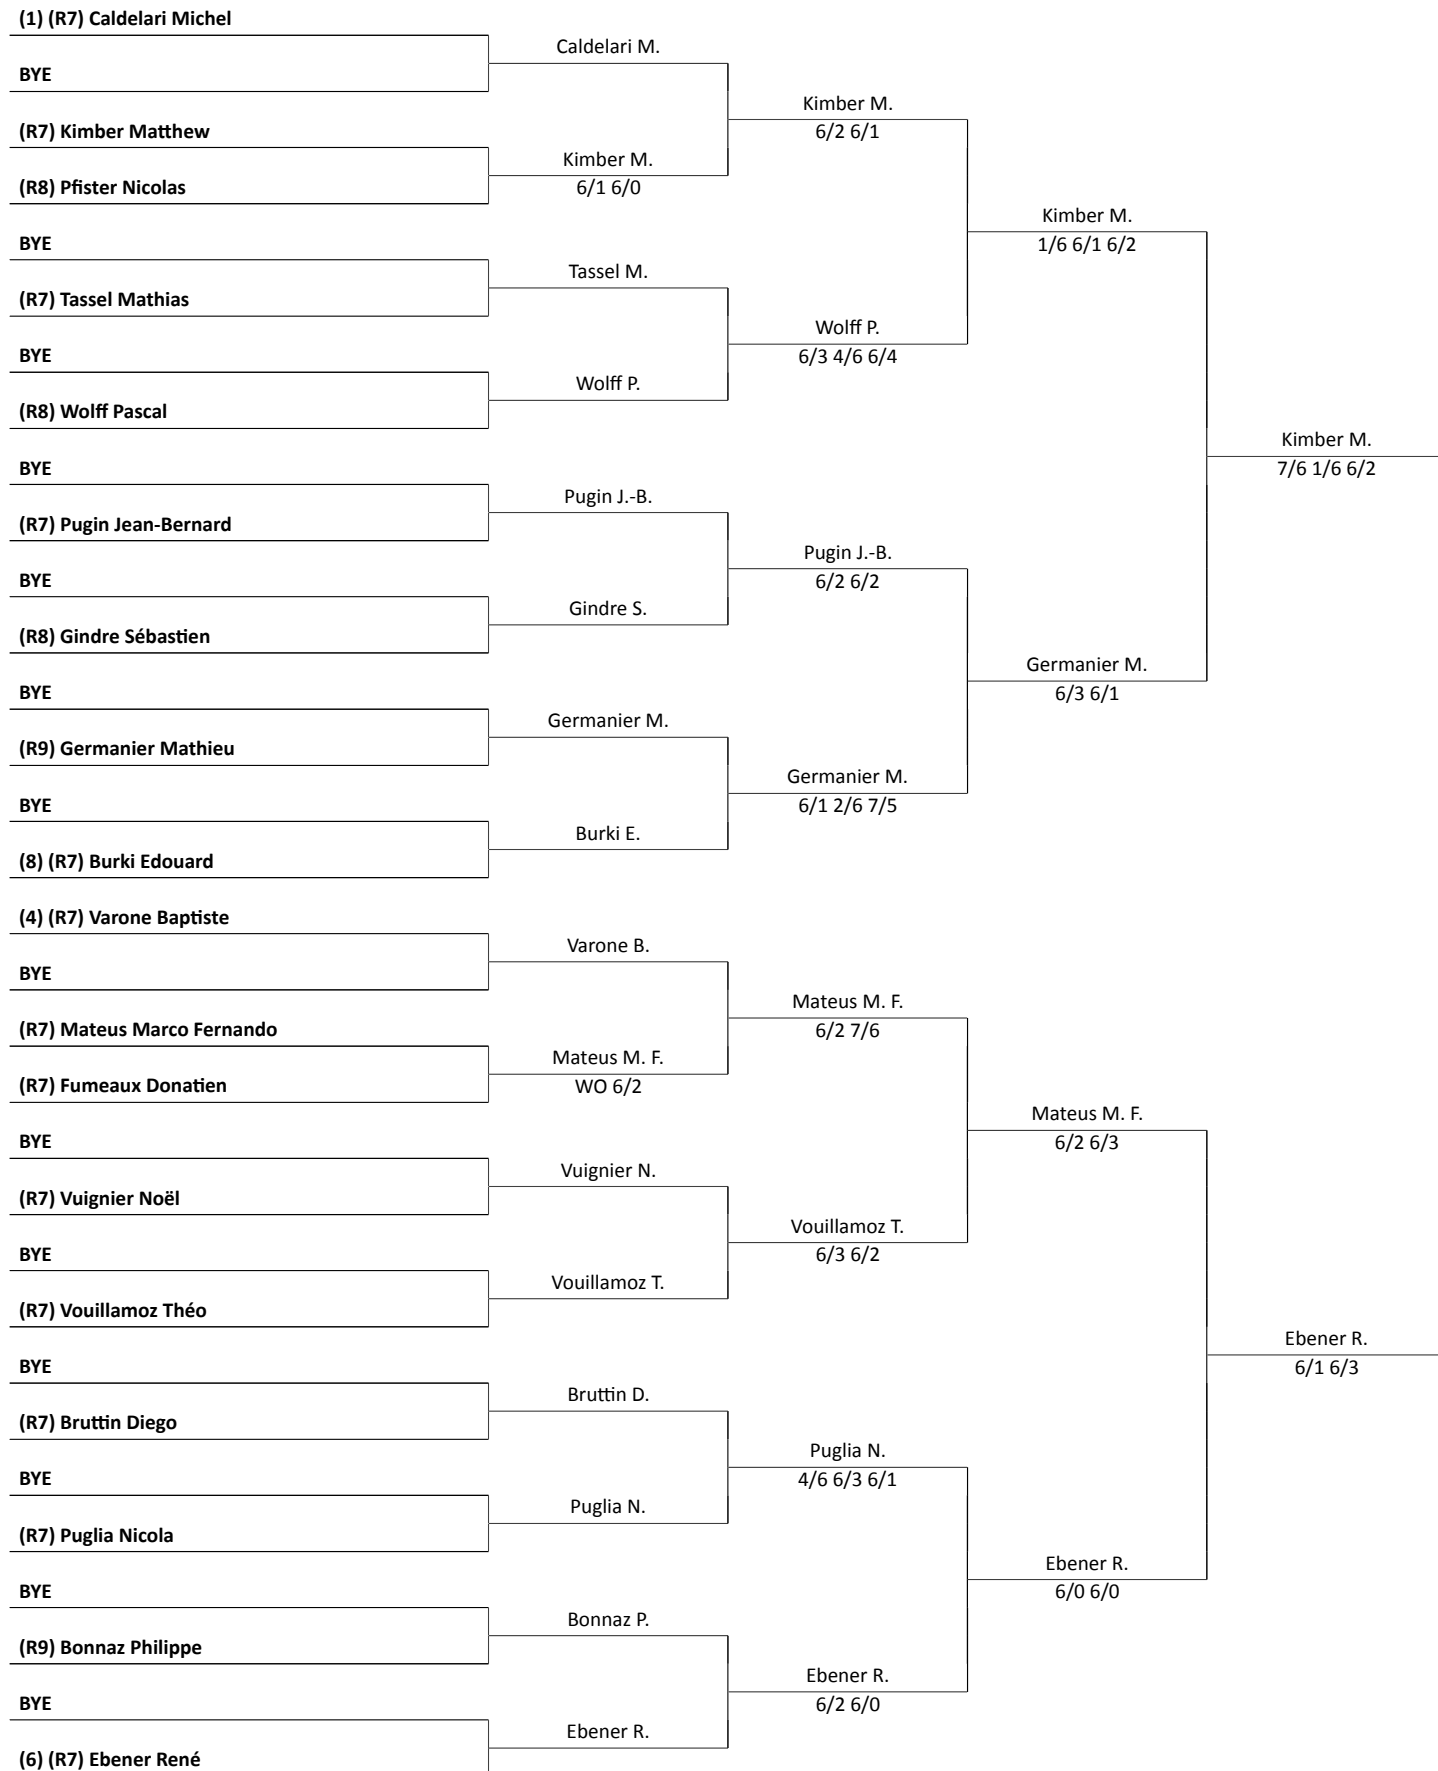 (1) (R7) Caldelari Michel
Caldelari M.
BYE
Kimber M.
6/2 6/1
(R7) Kimber Matthew
Kimber M.
6/1 6/0
(R8) Pfister Nicolas
Kimber M.
1/6 6/1 6/2
BYE
Tassel M.
(R7) Tassel Mathias
Wolff P.
6/3 4/6 6/4
BYE
Wolff P.
(R8) Wolff Pascal
Kimber M.
7/6 1/6 6/2
BYE
Pugin J.-B.
(R7) Pugin Jean-Bernard
Pugin J.-B.
6/2 6/2
BYE
Gindre S.
(R8) Gindre Sébastien
Germanier M.
6/3 6/1
BYE
Germanier M.
(R9) Germanier Mathieu
Germanier M.
6/1 2/6 7/5
BYE
Burki E.
(8) (R7) Burki Edouard
(4) (R7) Varone Baptiste
Varone B.
BYE
Mateus M. F.
6/2 7/6
(R7) Mateus Marco Fernando
Mateus M. F.
WO 6/2
(R7) Fumeaux Donatien
Mateus M. F.
6/2 6/3
BYE
Vuignier N.
(R7) Vuignier Noël
Vouillamoz T.
6/3 6/2
BYE
Vouillamoz T.
(R7) Vouillamoz Théo
Ebener R.
6/1 6/3
BYE
Bruttin D.
(R7) Bruttin Diego
Puglia N.
4/6 6/3 6/1
BYE
Puglia N.
(R7) Puglia Nicola
Ebener R.
6/0 6/0
BYE
Bonnaz P.
(R9) Bonnaz Philippe
Ebener R.
6/2 6/0
BYE
Ebener R.
(6) (R7) Ebener René